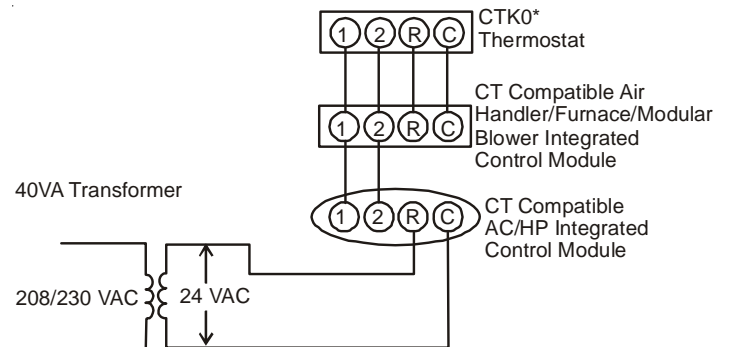 CTK0*
Thermostat
1 2 R C
CT Compatible Air
Handler/Furnace/Modular
Blower Integrated
Control Module
1 2 R C
40VA Transformer
CT Compatible
AC/HP Integrated
Control Module
1 2 R C
208/230 VAC
24 VAC